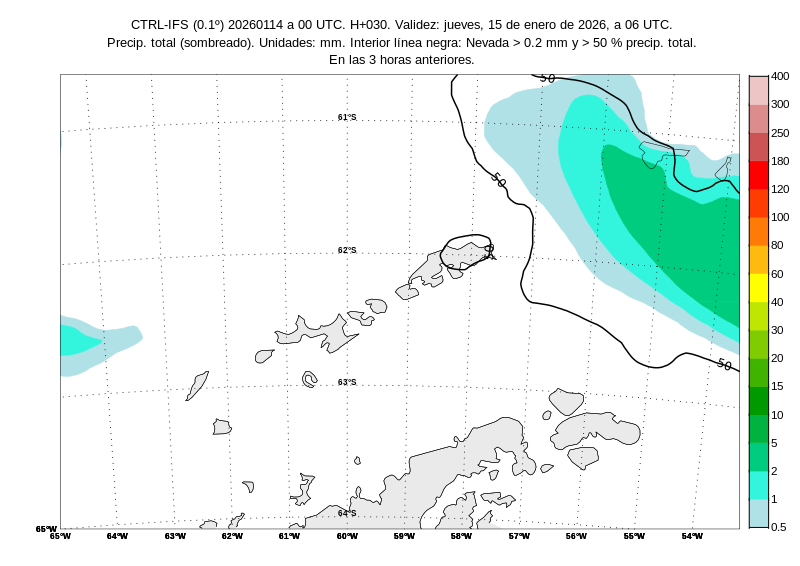 CTRL-IFS (0.1º) 20260114 a 00 UTC. H+030. Validez: jueves, 15 de enero de 2026, a 06 UTC.
Precip. total (sombreado). Unidades: mm. Interior línea negra: Nevada > 0.2 mm y > 50 % precip. total.
En las 3 horas anteriores.
50
400
300
250
180
120
100
80
60
40
30
20
15
10
5
2
1
0.5
61°S
50
62°S
63°S
50
64°S
65°W
65°W
64°W
63°W
62°W
61°W
60°W
59°W
58°W
57°W
56°W
55°W
54°W